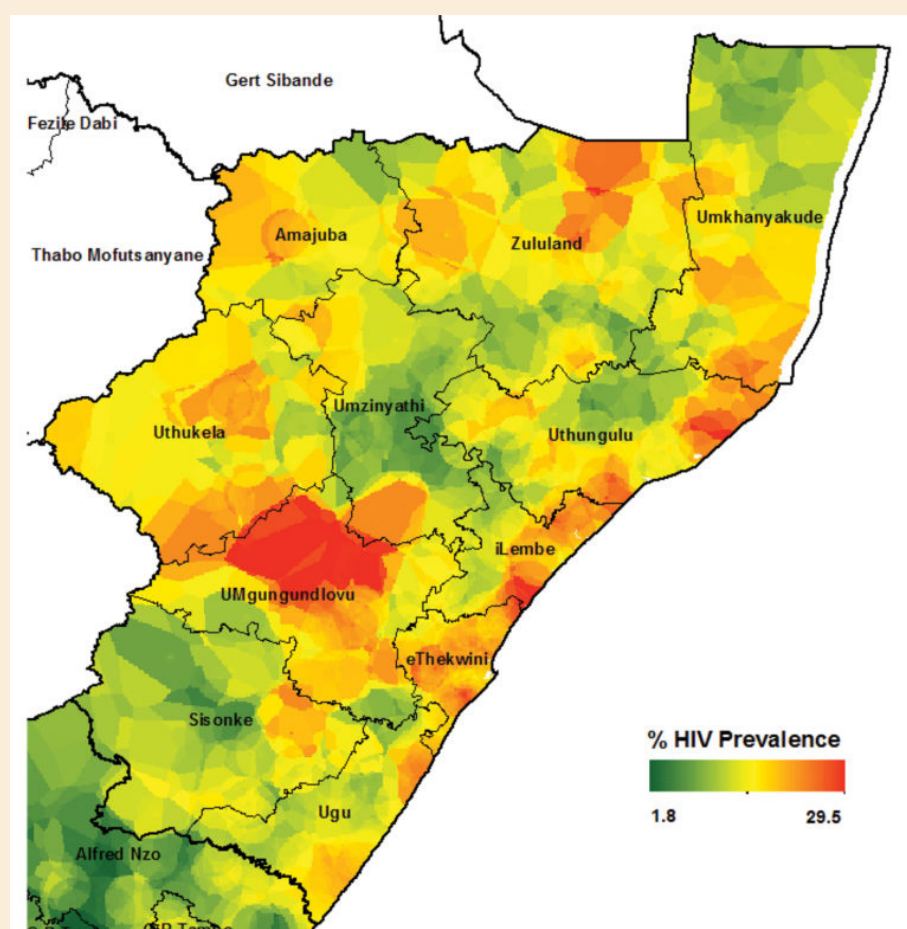 Gert Sibande
Fezile Dabi
Umkhanyakude
Amajuba
Zululand
Thabo Mofutsanyane
Umzinyathi
Uthukela
Uthungulu
iLembe
UMgungundlovu
eThekwini
Sisonke
% HIV Prevalence
1.8 29.5
Ugu
Alfred Nzo